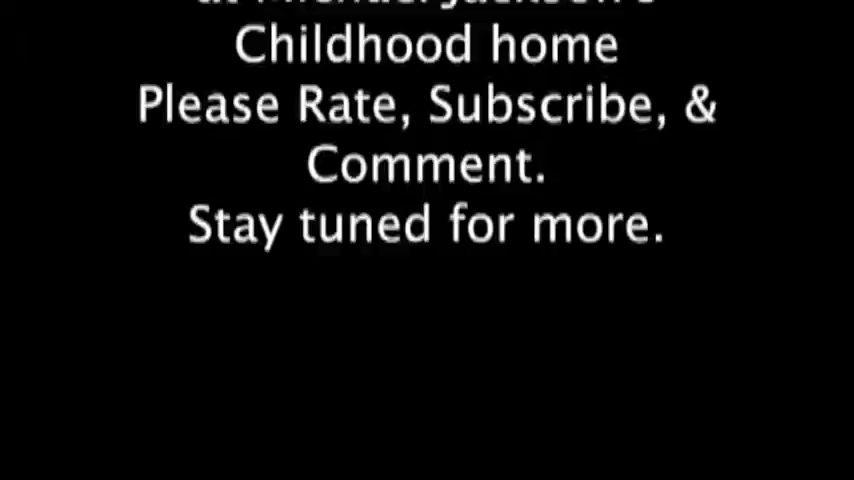 Childhood home
Please Rate, Subscribe, &
Comment.
Stay tuned for more.